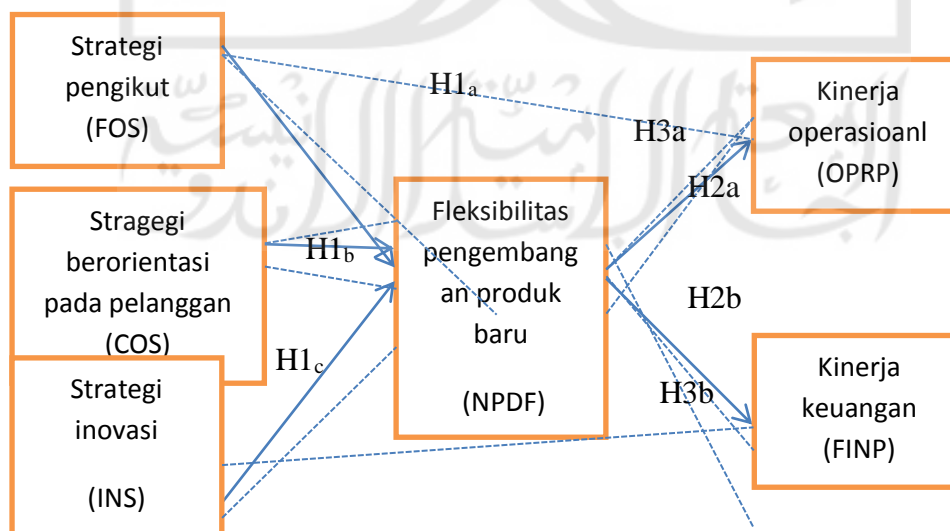 Strategi
pengikut
(FOS)
Stragegi
berorientasi
pada pelanggan
(COS)
Strategi
inovasi
(INS)
H1a
H1b
H1c
Fleksibilitas
pengembang
an produk
baru
(NPDF)
H3a
H2a
H2b
H3b
Kinerja
operasioanl
(OPRP)
Kinerja
keuangan
(FINP)